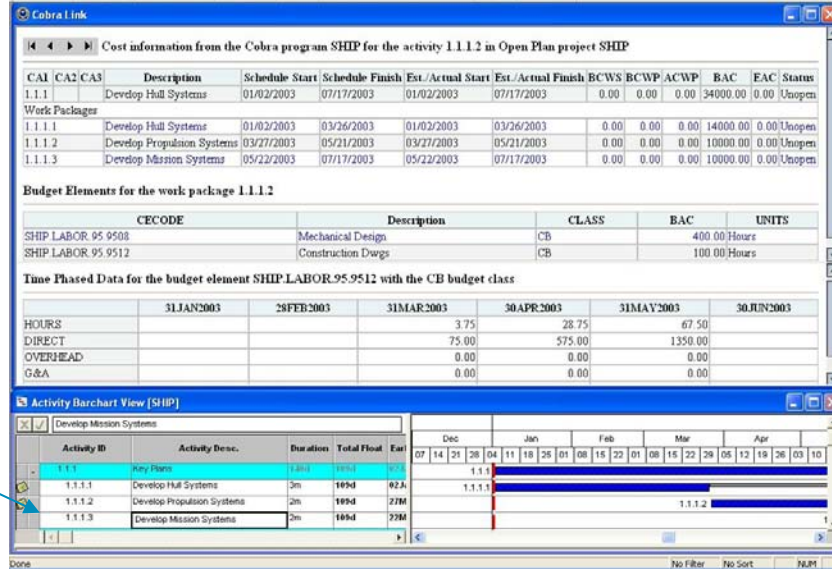 Cobra Link
Cost information from the Cobra program SHIP for the activity 1.1.1.2 in Open Plan project SHIP
CA1 CA2 CA3 Description Schedule Start Schedule Finish Est./Actual Start Est./Actual Finish BCWS BCWP ACWP BAC EAC Status
1.1.1 Develop Hull Systems 01/02/2003 07/17/2003 01/02/2003 07/17/2003 0.00 0.00 0.00 34000.00 0.00 Unopen
Work Packages
1.1.1.1 Develop Hull Systems 01/02/2003 03/26/2003 01/02/2003 03/26/2003 0.00 0.00 0.00 14000.00 0.00 Unopen
1.1.1.2 Develop Propulsion Systems 03/27/2003 05/21/2003 03/27/2003 05/21/2003 0.00 0.00 0.00 10000.00 0.00 Unopen
1.1.1.3 Develop Mission Systems 05/22/2003 07/17/2003 05/22/2003 07/17/2003 0.00 0.00 0.00 10000.00 0.00 Unopen
Budget Elements for the work package 1.1.1.2
CECODE Description CLASS BAC UNITS
SHIP.LABOR.95.9508 Mechanical Design CB 400.00 Hours
SHIP.LABOR.95.9512 Construction Dwgs CB 100.00 Hours
Time Phased Data for the budget element SHIP.LABOR.95.9512 with the CB budget class
31JAN2003 28FEB2003 31MAR2003 30APR2003 31MAY2003 30JUN2003
HOURS 3.75 28.75 67.50
DIRECT 75.00 575.00 1350.00
OVERHEAD 0.00 0.00 0.00
G&A 0.00 0.00 0.00
Activity Barchart View [SHIP]
Develop Mission Systems
Dec Jan Feb Mar Apr
Activity ID Activity Desc. Duration Total Float Earl 07 14 21 28 04 11 18 25 01 08 15 22 01 08 15 22 29 05 12 19 26 03 10
1.1.1 Key Plans 109d 1.1.1
1.1.1.1 Develop Hull Systems 3m 109d 02J 1.1.1.1
1.1.1.2 Develop Propulsion Systems 2m 109d 27M 1.1.1.2
1.1.1.3 Develop Mission Systems 2m 109d 22M 1
Done No Filter No Sort NUM